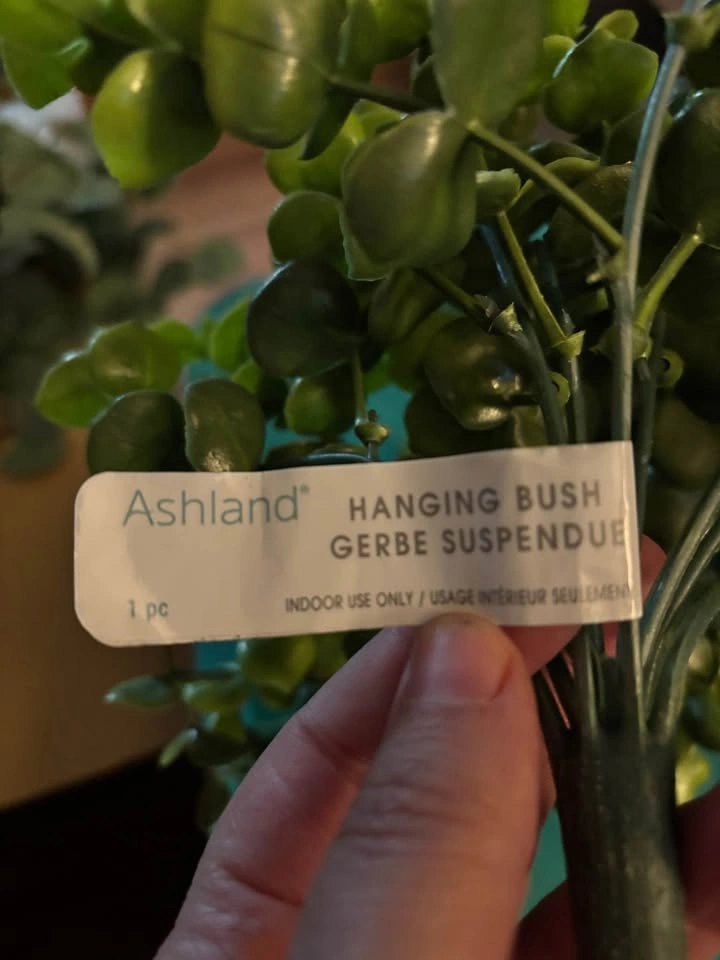 Ashland®
HANGING BUSH
GERBE SUSPENDUE
1 pc
INDOOR USE ONLY / USAGE INTÉRIEUR SEULEMENT